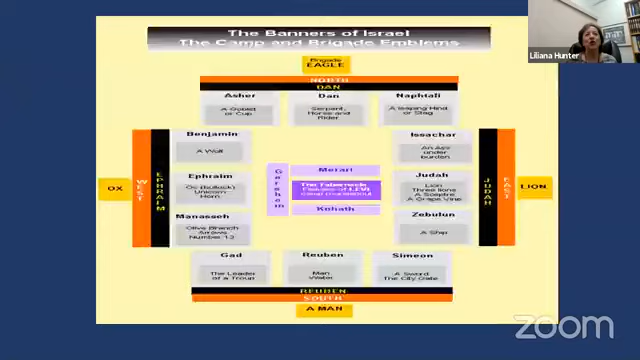 The Banners of Israel
The Camp and Brigade Emblems
Liliana Hunter
Brigade
EAGLE
NORTH
DAN
Asher
A Goblet
or Cup
Dan
Serpent,
Horse and
Rider
Naphtali
A leaping Hind
or Stag
Benjamin
A Wolf
Issachar
An Ass
under
burden
OX
WEST
EPHRAIM
Ephraim
Ox (Bullock)
Unicorn
Horn
Gershom
Merari
The Tabernacle
Kohath
Judah
Lion
Three lions
A Sceptre
A Grape Vine
JUDAH
EAST
LION
Manasseh
Olive Branch
Arrows
Number 13
Zebulun
A Ship
Gad
The Leader
of a Troup
Reuben
Man
Water
Simeon
A Sword
The City Gate
REUBEN
SOUTH
A MAN
zoom